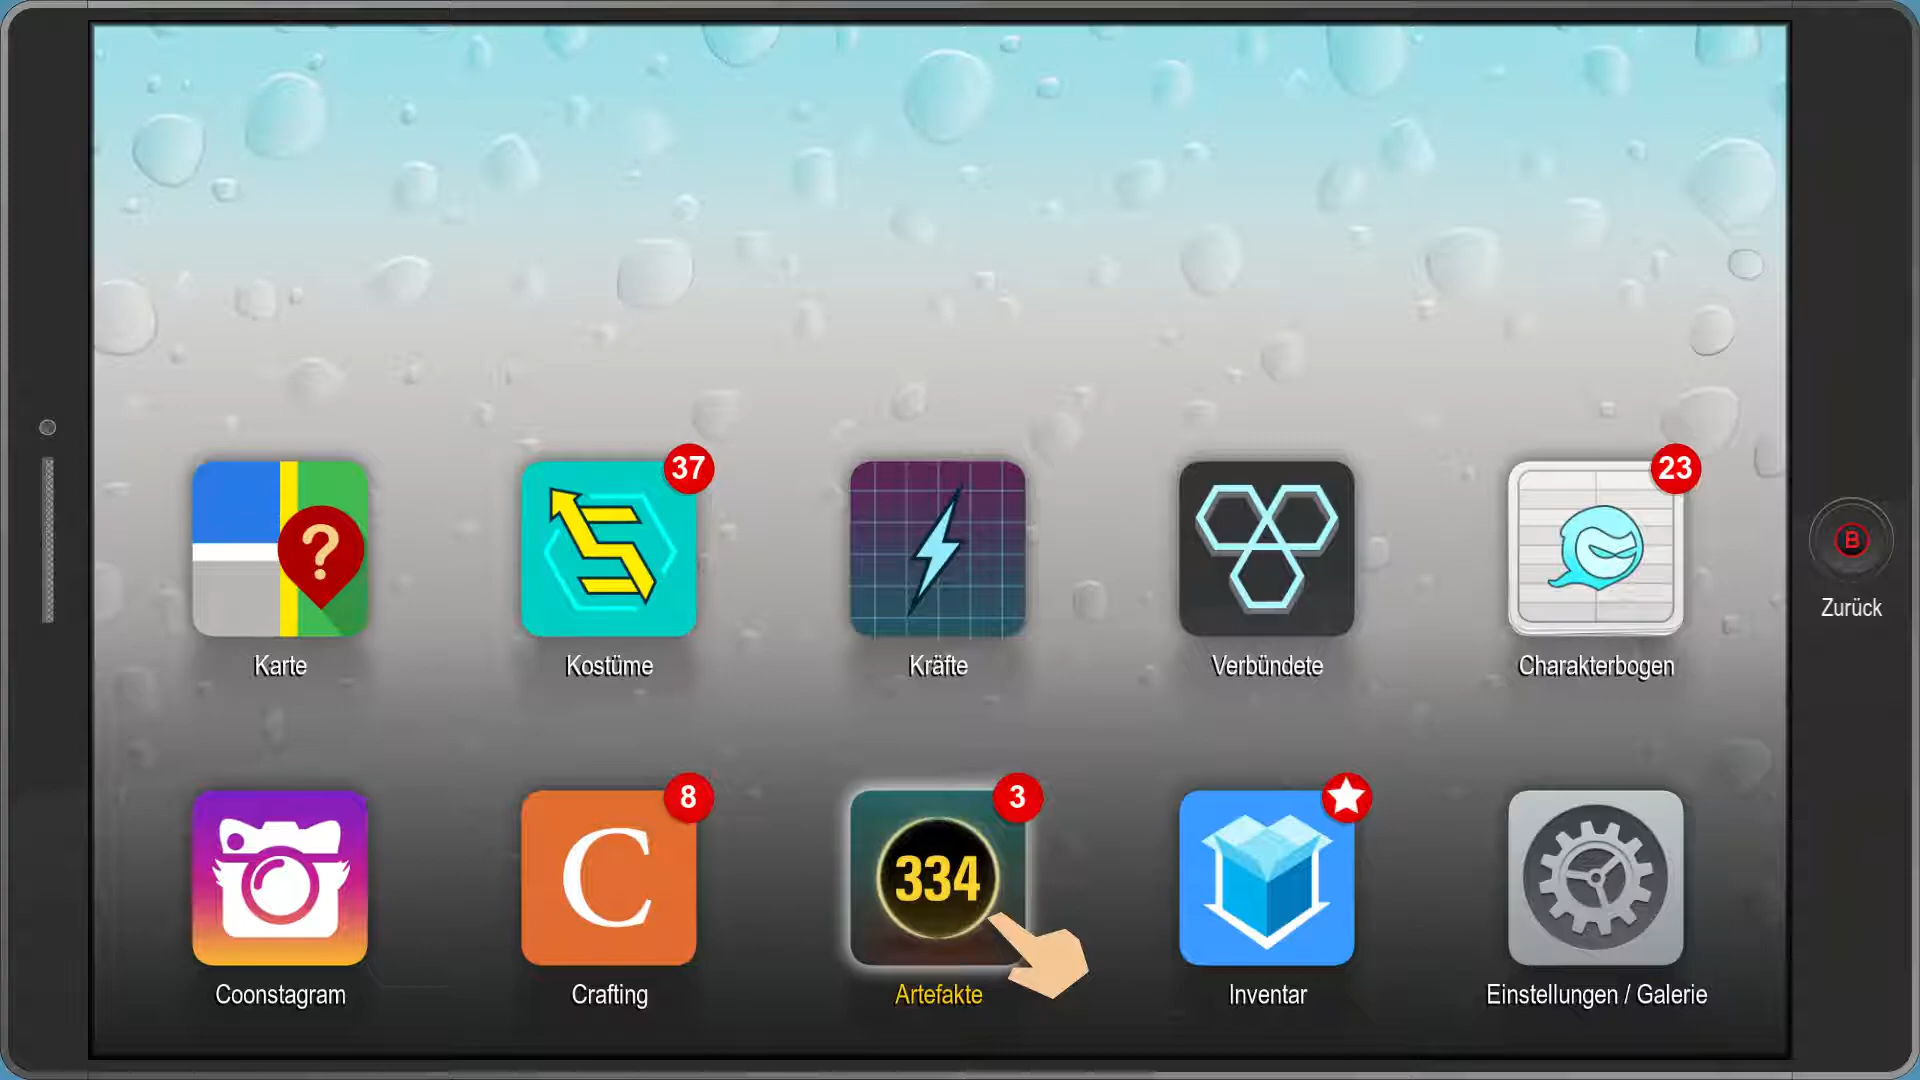 37
23
?
B
Zurück
Karte
Kostüme
Kräfte
Verbündete
Charakterbogen
8
3
C
334
Coonstagram
Crafting
Artefakte
Inventar
Einstellungen / Galerie